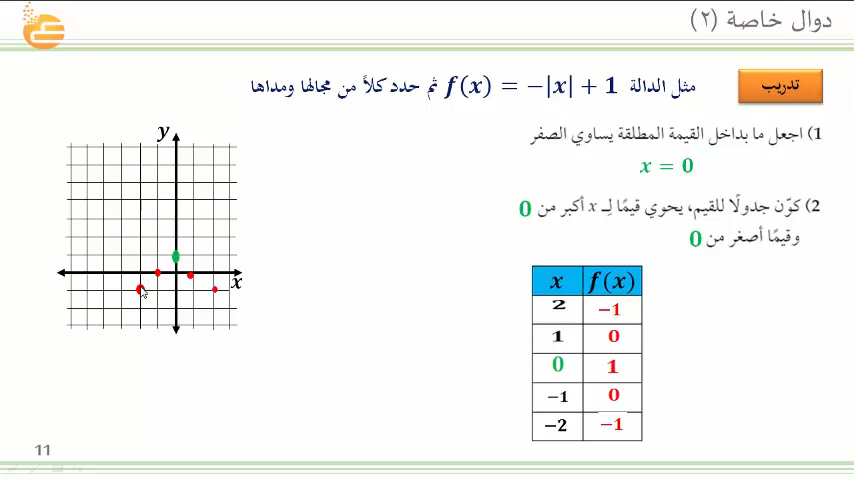 دوال خاصة (٢)
تدريب
مثل الدالة f(x) = −|x| + 1 ثم حدد كلاً من مجالها ومداها
1) اجعل ما بداخل القيمة المطلقة يساوي الصفر
x = 0
2) كوّن جدولًا للقيم، يحوي قيمًا لِـ x أكبر من 0
وقيمًا أصغر من 0
y
x
x f(x)
2 −1
1 0
0 1
−1 0
−2 −1
11